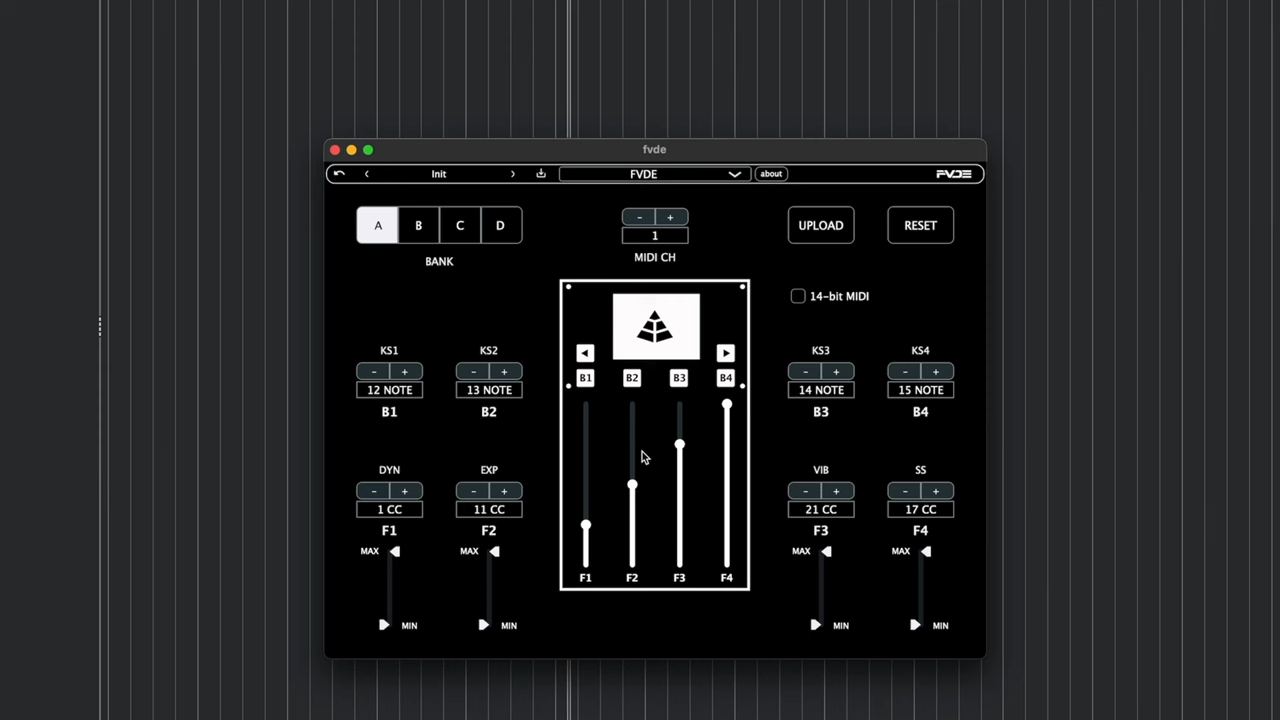 fvde
Init FVDE about FVDE
A B C D
- +
UPLOAD RESET
1
BANK
MIDI CH
14-bit MIDI
KS1 KS2 KS3 KS4
- + - + - + - +
B1 B2 B3 B4
12 NOTE 13 NOTE 14 NOTE 15 NOTE
B1 B2 B3 B4
DYN EXP VIB SS
- + - + - + - +
1 CC 11 CC 21 CC 17 CC
F1 F2 F3 F4
MAX MAX MAX MAX
F1 F2 F3 F4
MIN MIN MIN MIN